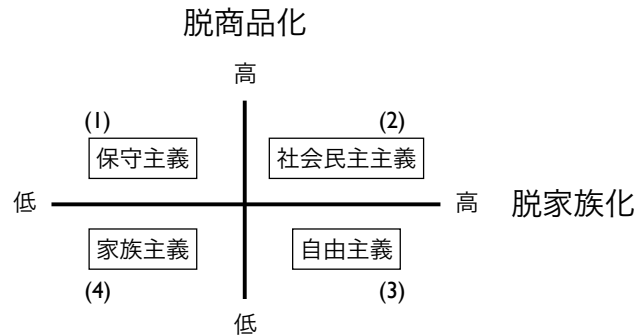 脱商品化
高
(1)
(2)
保守主義
社会民主主義
低
高
脱家族化
家族主義
自由主義
(4)
(3)
低